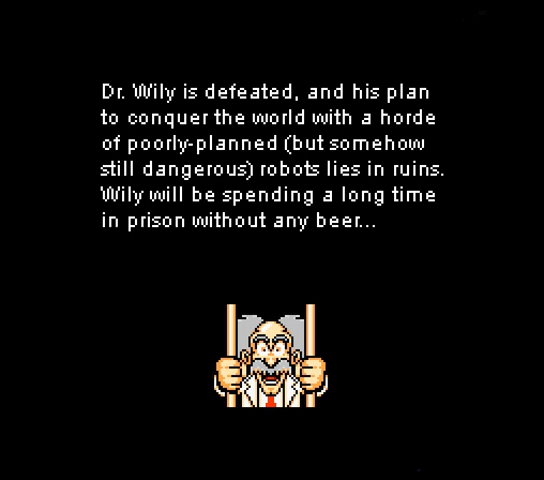 Dr. Wily is defeated, and his plan
to conquer the world with a horde
of poorly-planned (but somehow
still dangerous) robots lies in ruins.
Wily will be spending a long time
in prison without any beer...